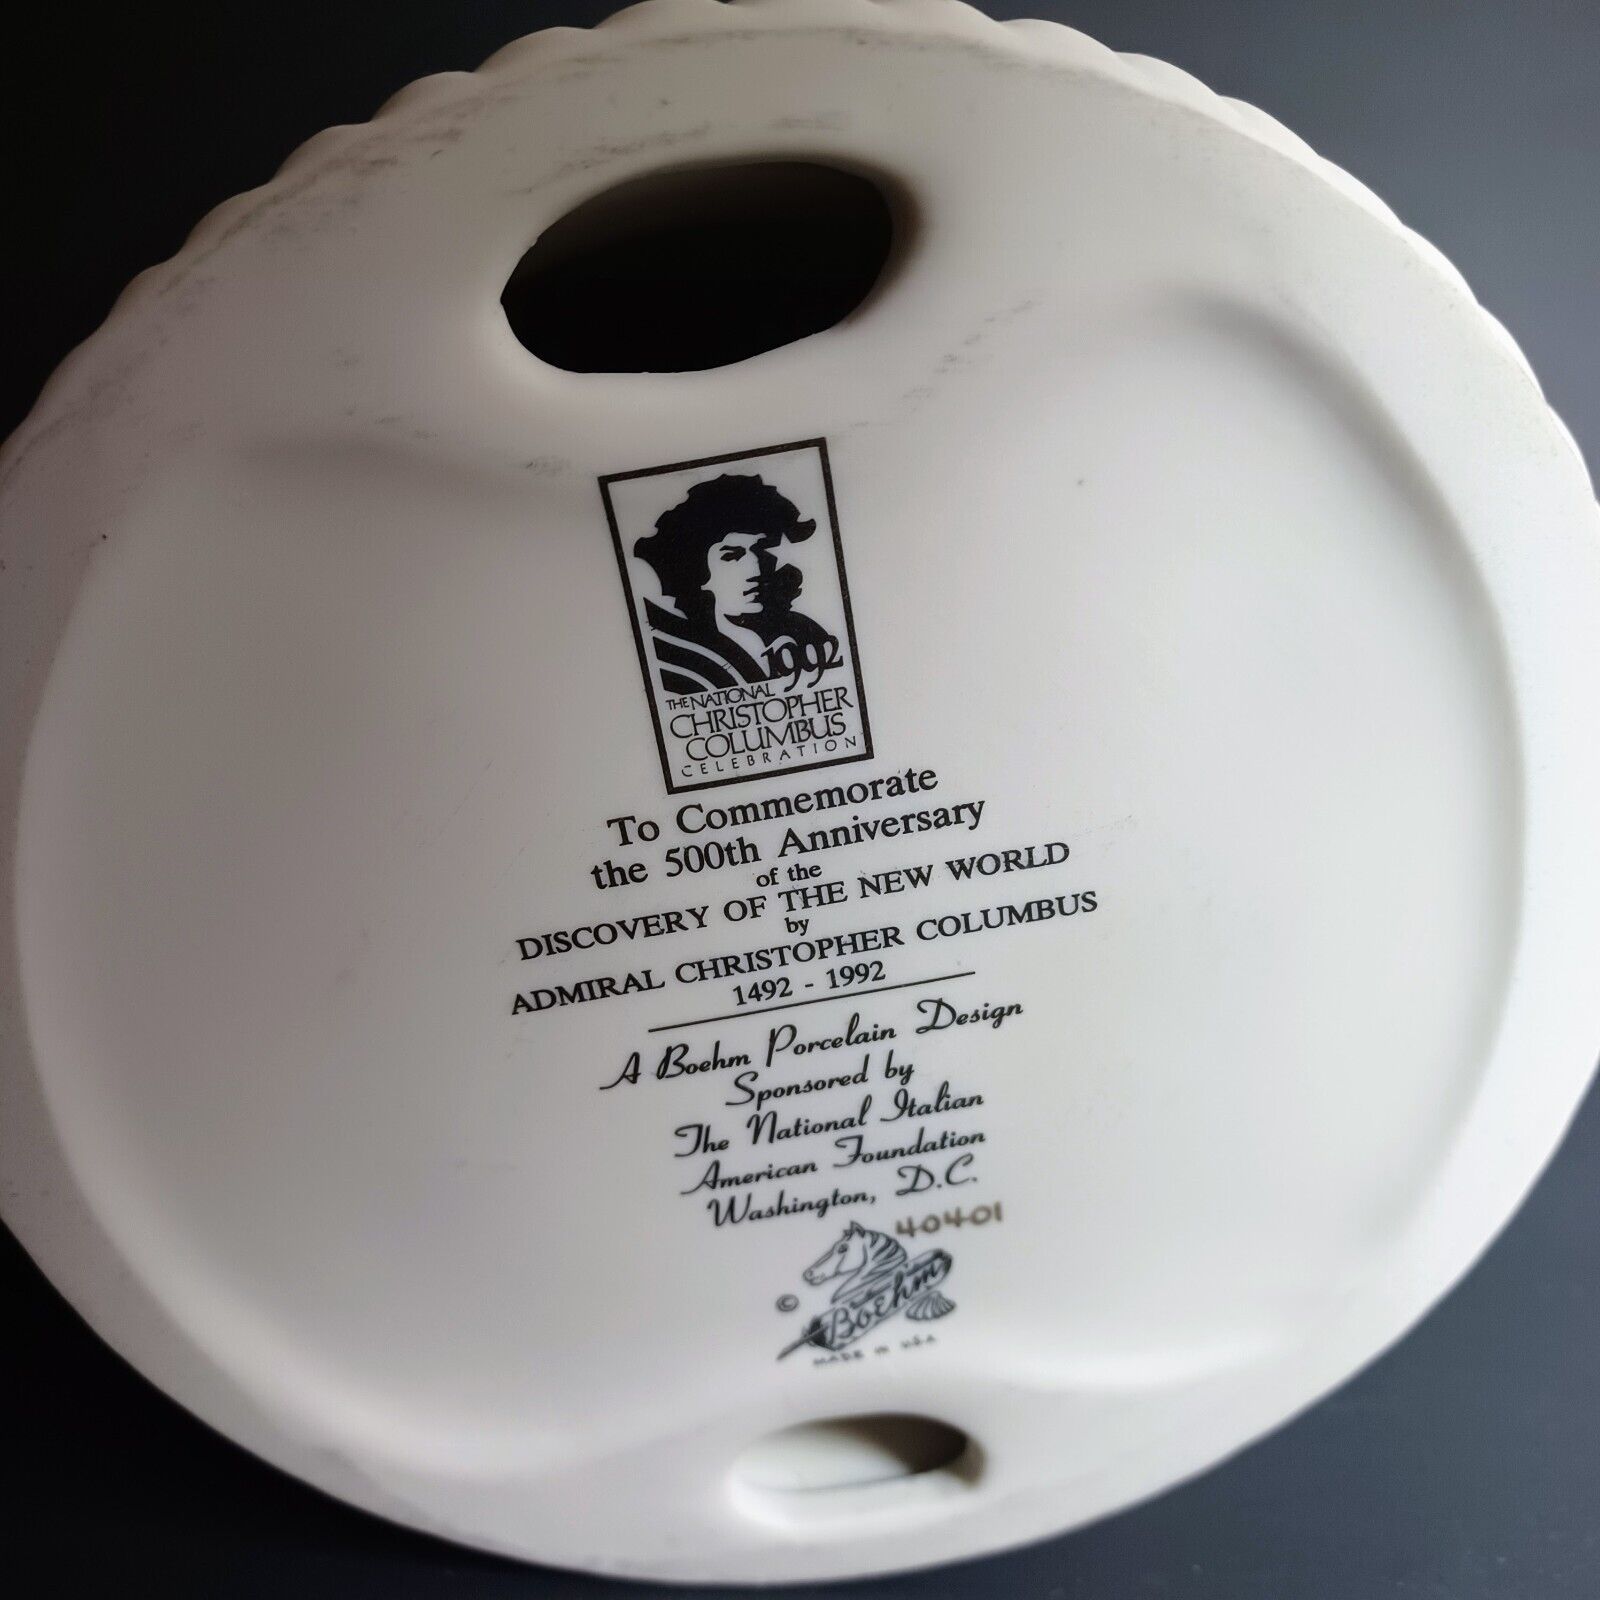 1992
THE NATIONAL
CHRISTOPHER
COLUMBUS
CELEBRATION
To Commemorate
the 500th Anniversary
of the
DISCOVERY OF THE NEW WORLD
by
ADMIRAL CHRISTOPHER COLUMBUS
1492 - 1992
A Boehm Porcelain Design
Sponsored by
The National Italian
American Foundation
Washington, D.C.
40401
© Boehm
MADE IN USA